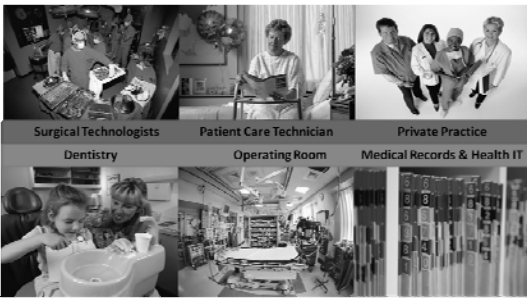 Surgical Technologists Patient Care Technician Private Practice
Dentistry Operating Room Medical Records & Health IT